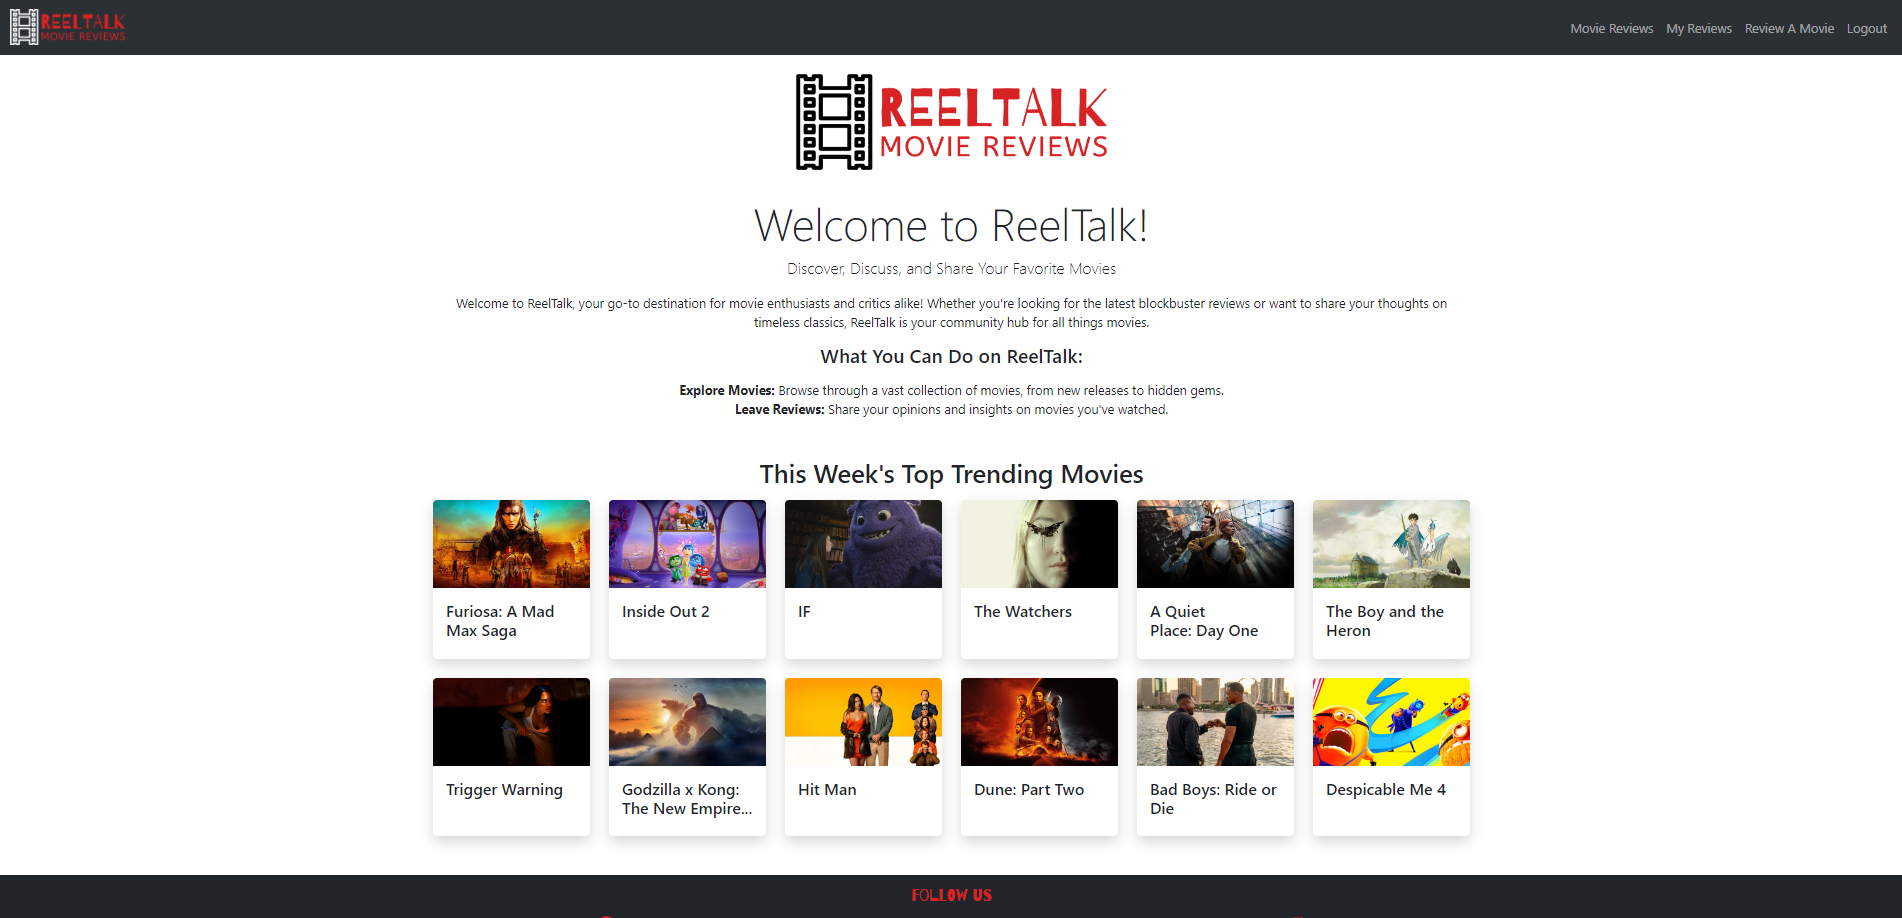 REELTALK
MOVIE REVIEWS
Movie Reviews My Reviews Review A Movie Logout
REELTALK
MOVIE REVIEWS
Welcome to ReelTalk!
Discover, Discuss, and Share Your Favorite Movies
Welcome to ReelTalk, your go-to destination for movie enthusiasts and critics alike! Whether you're looking for the latest blockbuster reviews or want to share your thoughts on
timeless classics, ReelTalk is your community hub for all things movies.
What You Can Do on ReelTalk:
Explore Movies: Browse through a vast collection of movies, from new releases to hidden gems.
Leave Reviews: Share your opinions and insights on movies you've watched.
This Week's Top Trending Movies
Furiosa: A Mad
Max Saga
Inside Out 2
IF
The Watchers
A Quiet
Place: Day One
The Boy and the
Heron
Trigger Warning
Godzilla x Kong:
The New Empire...
Hit Man
Dune: Part Two
Bad Boys: Ride or
Die
Despicable Me 4
FOLLOW US